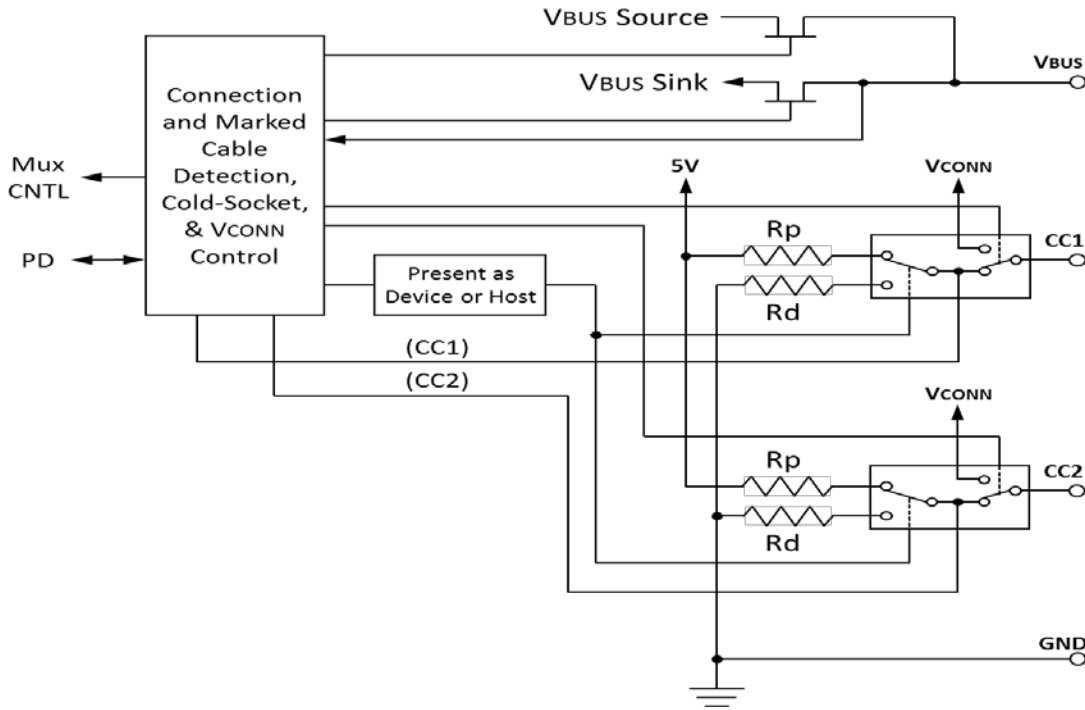 VBUS Source
VBUS
VBUS Sink
Connection
and Marked
Cable
Detection,
Cold-Socket,
& VCONN
Control
Mux
CNTL
PD
5V
VCONN
Rp
CC1
Rd
Present as
Device or Host
(CC1)
(CC2)
VCONN
Rp
CC2
Rd
GND